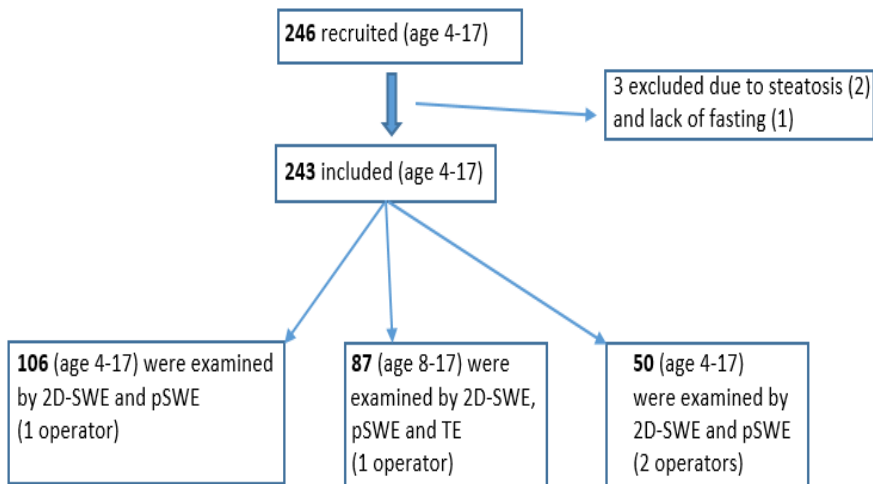 246 recruited (age 4-17)
3 excluded due to steatosis (2)
and lack of fasting (1)
243 included (age 4-17)
106 (age 4-17) were examined
by 2D-SWE and pSWE
(1 operator)
87 (age 8-17) were
examined by 2D-SWE,
pSWE and TE
(1 operator)
50 (age 4-17)
were examined by
2D-SWE and pSWE
(2 operators)